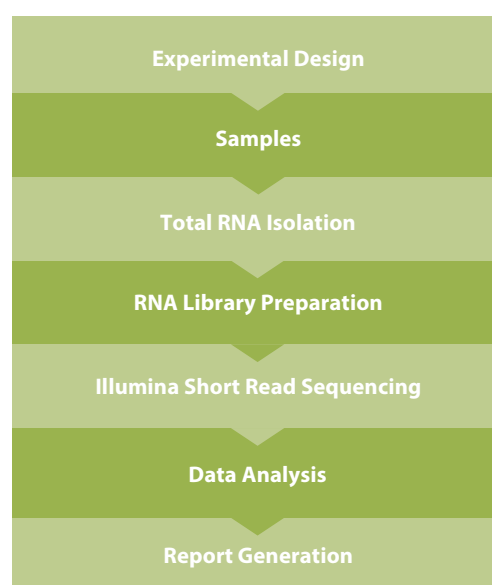 Experimental Design
Samples
Total RNA Isolation
RNA Library Preparation
Illumina Short Read Sequencing
Data Analysis
Report Generation